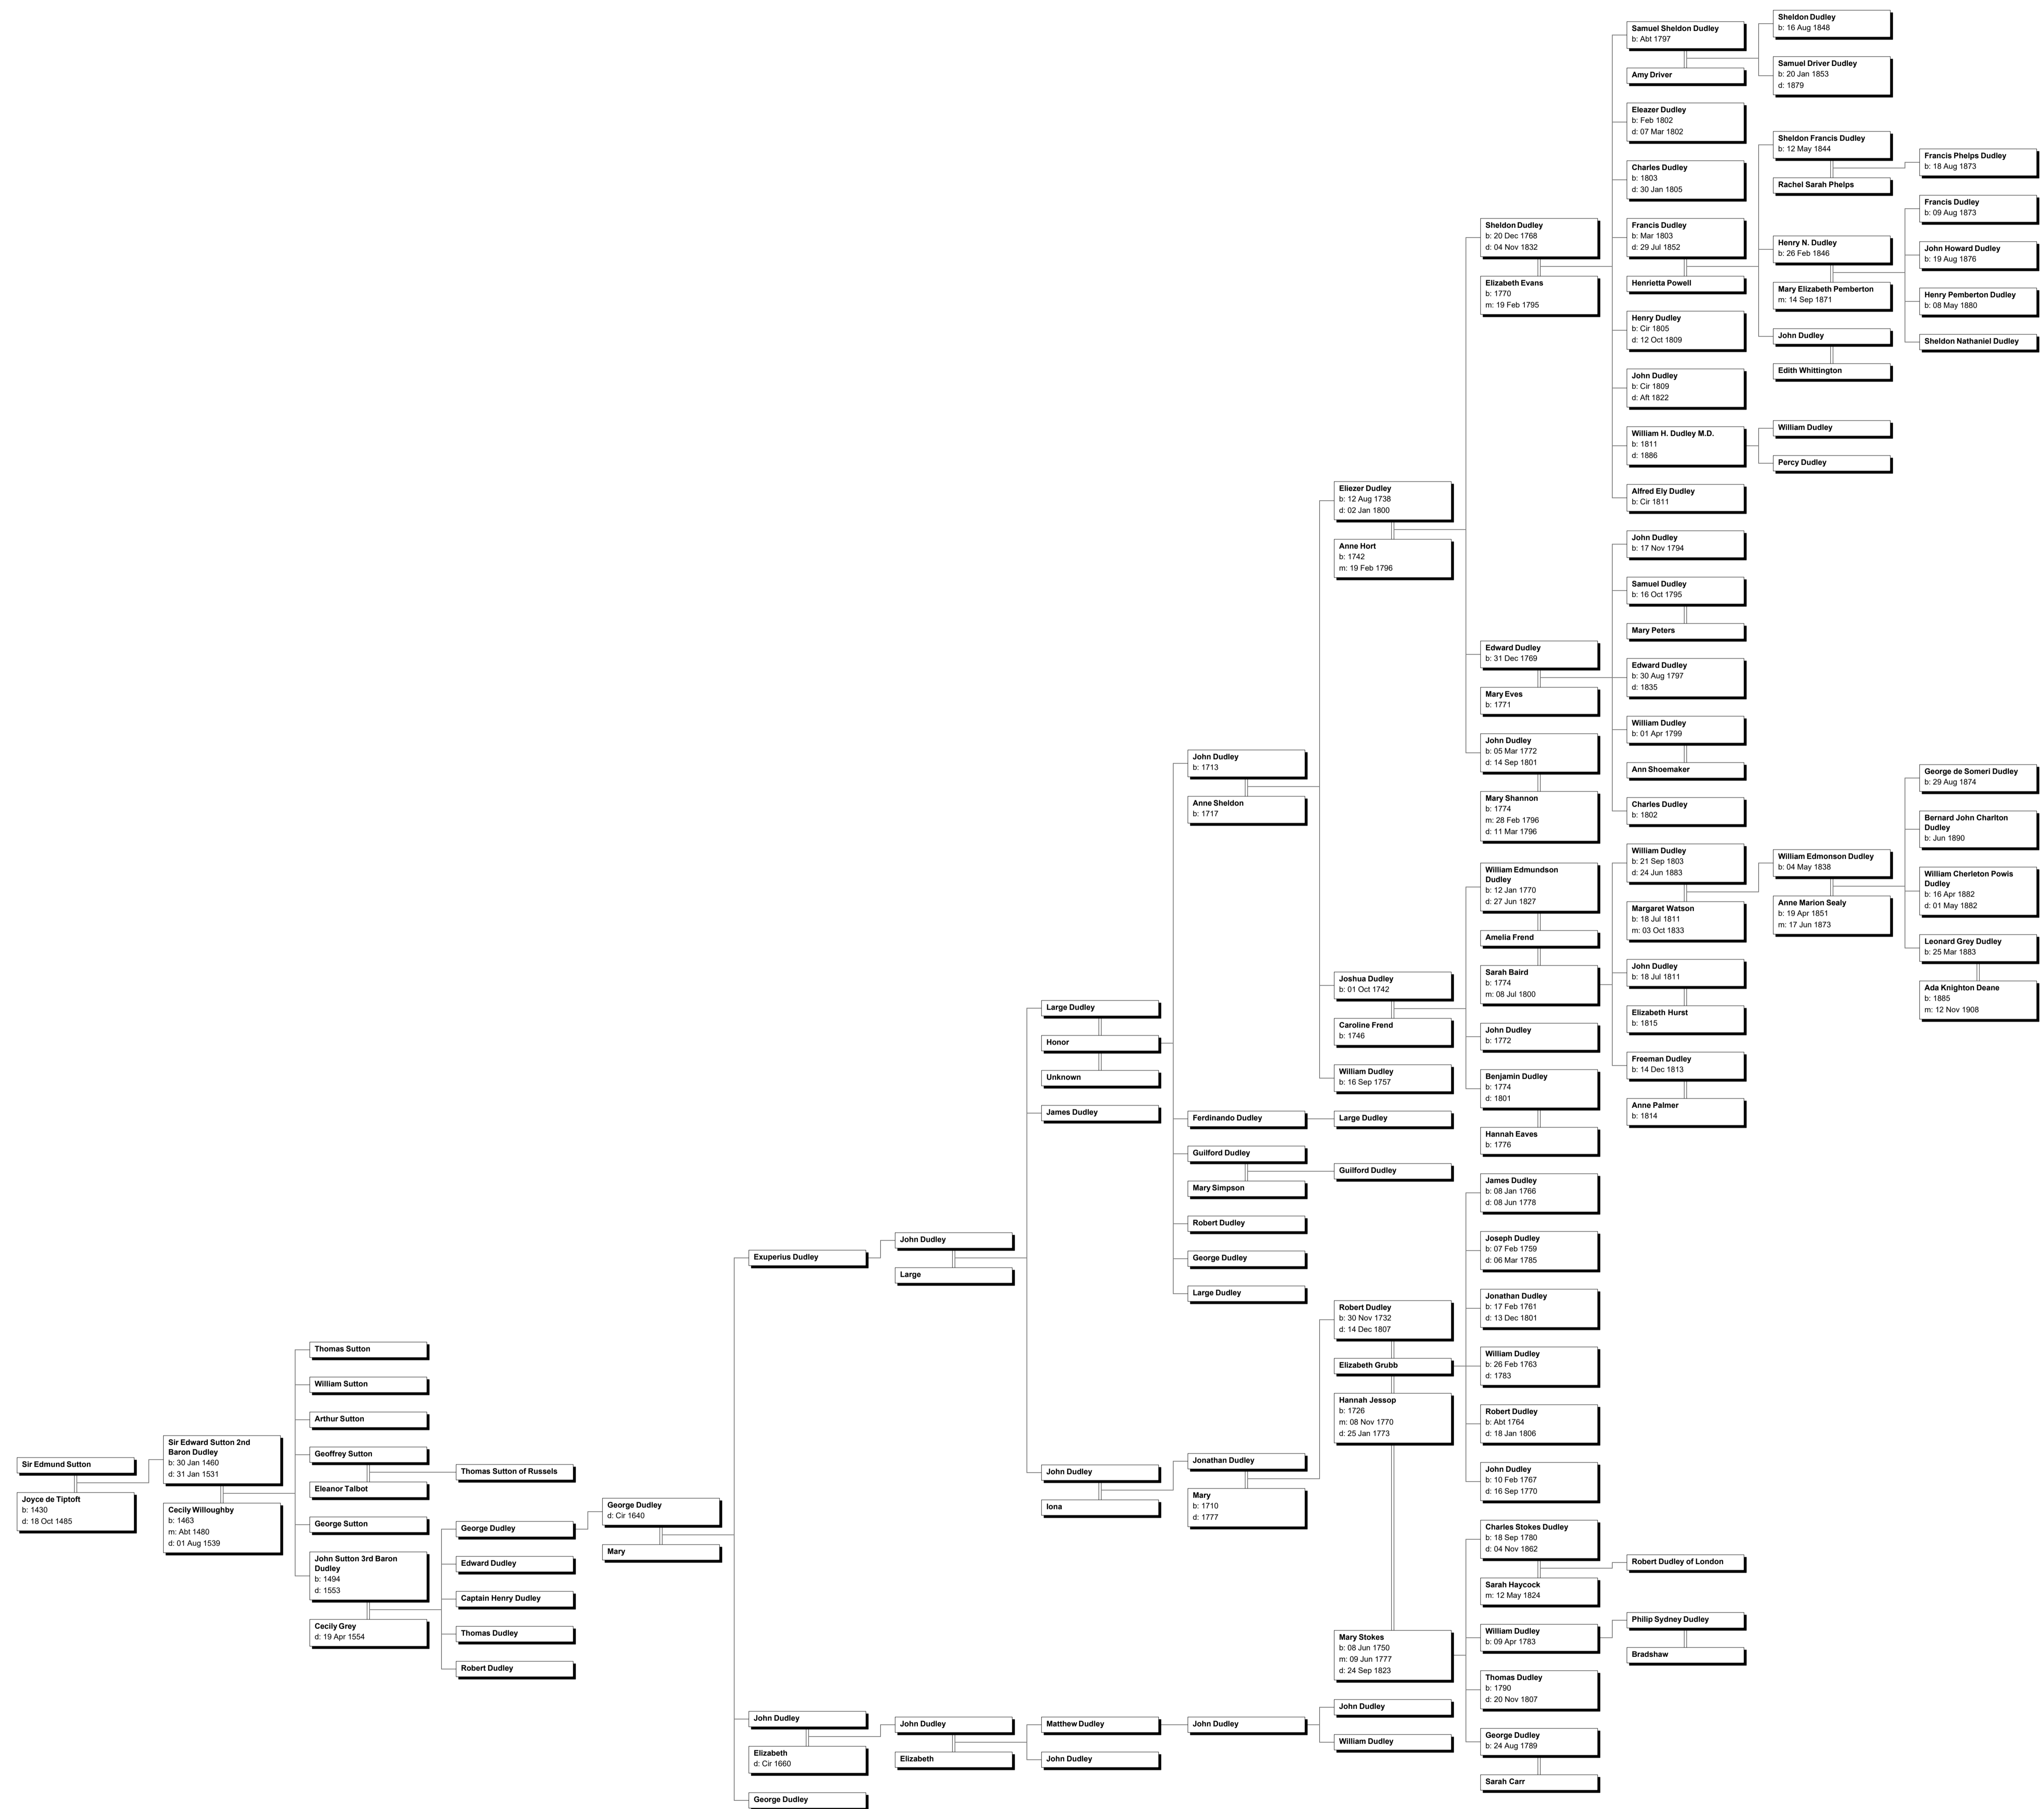 Sir Edmund Sutton
Joyce de Tiptoft
b: 1430
d: 18 Oct 1485
Sir Edward Sutton 2nd
Baron Dudley
b: 30 Jan 1460
d: 31 Jan 1531
Cecily Willoughby
b: 1463
m: Abt 1480
d: 01 Aug 1539
Thomas Sutton
William Sutton
Arthur Sutton
Geoffrey Sutton
Eleanor Talbot
George Sutton
John Sutton 3rd Baron
Dudley
b: 1494
d: 1553
Cecily Grey
d: 19 Apr 1554
Thomas Sutton of Russels
George Dudley
Edward Dudley
Captain Henry Dudley
Thomas Dudley
Robert Dudley
George Dudley
d: Cir 1640
Mary
Exuperius Dudley
John Dudley
Elizabeth
d: Cir 1660
George Dudley
John Dudley
Large
John Dudley
Elizabeth
Large Dudley
Honor
Unknown
James Dudley
John Dudley
Iona
Matthew Dudley
John Dudley
John Dudley
b: 1713
Anne Sheldon
b: 1717
Ferdinando Dudley
Guilford Dudley
Mary Simpson
Robert Dudley
George Dudley
Large Dudley
Jonathan Dudley
Mary
b: 1710
d: 1777
John Dudley
Eliezer Dudley
b: 12 Aug 1738
d: 02 Jan 1800
Anne Hort
b: 1742
m: 19 Feb 1796
Joshua Dudley
b: 01 Oct 1742
Caroline Frend
b: 1746
William Dudley
b: 16 Sep 1757
Large Dudley
Guilford Dudley
Robert Dudley
b: 30 Nov 1732
d: 14 Dec 1807
Elizabeth Grubb
Hannah Jessop
b: 1726
m: 08 Nov 1770
d: 25 Jan 1773
Mary Stokes
b: 08 Jun 1750
m: 09 Jun 1777
d: 24 Sep 1823
John Dudley
William Dudley
Sheldon Dudley
b: 20 Dec 1768
d: 04 Nov 1832
Elizabeth Evans
b: 1770
m: 19 Feb 1795
Edward Dudley
b: 31 Dec 1769
Mary Eves
b: 1771
John Dudley
b: 05 Mar 1772
d: 14 Sep 1801
Mary Shannon
b: 1774
m: 28 Feb 1796
d: 11 Mar 1796
William Edmundson
Dudley
b: 12 Jan 1770
d: 27 Jun 1827
Amelia Frend
Sarah Baird
b: 1774
m: 08 Jul 1800
John Dudley
b: 1772
Benjamin Dudley
b: 1774
d: 1801
Hannah Eaves
b: 1776
James Dudley
b: 08 Jan 1766
d: 08 Jun 1778
Joseph Dudley
b: 07 Feb 1759
d: 06 Mar 1785
Jonathan Dudley
b: 17 Feb 1761
d: 13 Dec 1801
William Dudley
b: 26 Feb 1763
d: 1783
Robert Dudley
b: Abt 1764
d: 18 Jan 1806
John Dudley
b: 10 Feb 1767
d: 16 Sep 1770
Charles Stokes Dudley
b: 18 Sep 1780
d: 04 Nov 1862
Sarah Haycock
m: 12 May 1824
William Dudley
b: 09 Apr 1783
Thomas Dudley
b: 1790
d: 20 Nov 1807
George Dudley
b: 24 Aug 1789
Sarah Carr
Samuel Sheldon Dudley
b: Abt 1797
Amy Driver
Eleazer Dudley
b: Feb 1802
d: 07 Mar 1802
Charles Dudley
b: 1803
d: 30 Jan 1805
Francis Dudley
b: Mar 1803
d: 29 Jul 1852
Henrietta Powell
Henry Dudley
b: Cir 1805
d: 12 Oct 1809
John Dudley
b: Cir 1809
d: Aft 1822
William H. Dudley M.D.
b: 1811
d: 1886
Alfred Ely Dudley
b: Cir 1811
John Dudley
b: 17 Nov 1794
Samuel Dudley
b: 16 Oct 1795
Mary Peters
Edward Dudley
b: 30 Aug 1797
d: 1835
William Dudley
b: 01 Apr 1799
Ann Shoemaker
Charles Dudley
b: 1802
William Dudley
b: 21 Sep 1803
d: 24 Jun 1883
Margaret Watson
b: 18 Jul 1811
m: 03 Oct 1833
John Dudley
b: 18 Jul 1811
Elizabeth Hurst
b: 1815
Freeman Dudley
b: 14 Dec 1813
Anne Palmer
b: 1814
Robert Dudley of London
Philip Sydney Dudley
Bradshaw
Sheldon Dudley
b: 16 Aug 1848
Samuel Driver Dudley
b: 20 Jan 1853
d: 1879
Sheldon Francis Dudley
b: 12 May 1844
Rachel Sarah Phelps
Henry N. Dudley
b: 26 Feb 1846
Mary Elizabeth Pemberton
m: 14 Sep 1871
John Dudley
Edith Whittington
William Dudley
Percy Dudley
William Edmonson Dudley
b: 04 May 1838
Anne Marion Sealy
b: 19 Apr 1851
m: 17 Jun 1873
Francis Phelps Dudley
b: 18 Aug 1873
Francis Dudley
b: 09 Aug 1873
John Howard Dudley
b: 19 Aug 1876
Henry Pemberton Dudley
b: 08 May 1880
Sheldon Nathaniel Dudley
George de Someri Dudley
b: 29 Aug 1874
Bernard John Charlton
Dudley
b: Jun 1890
William Cherleton Powis
Dudley
b: 16 Apr 1882
d: 01 May 1882
Leonard Grey Dudley
b: 25 Mar 1883
Ada Knighton Deane
b: 1885
m: 12 Nov 1908